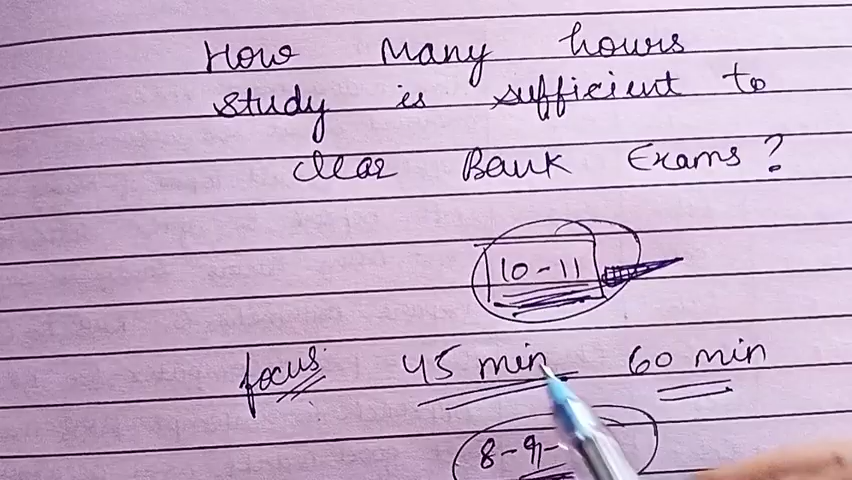 How Many hours
study is sufficient to
clear Bank Exams?
10-11
focus 45 min 60 min
8-9-